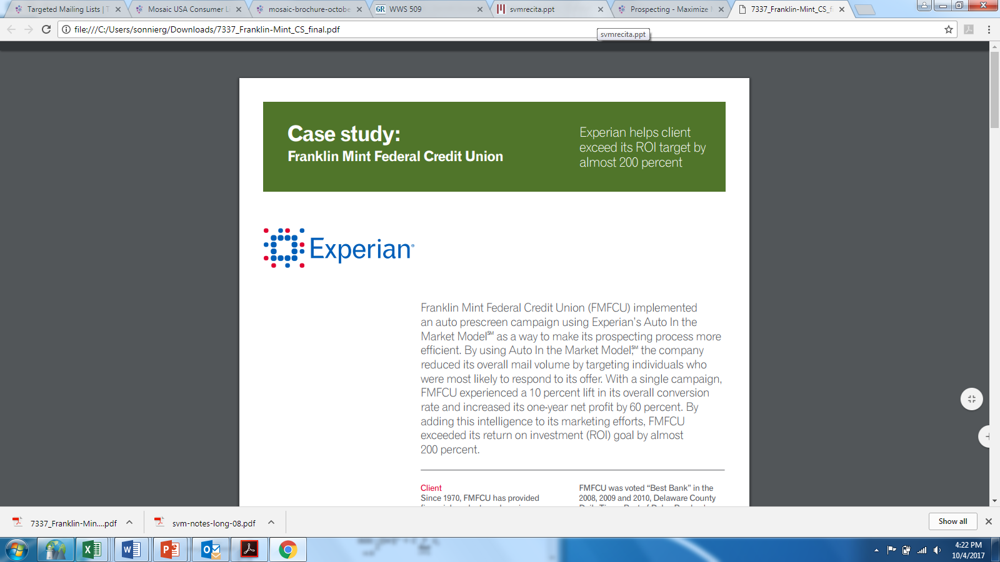 Targeted Mailing Lists | T
Mosaic USA Consumer L
mosaic-brochure-octobe
GR WWS 509
svmrecita.ppt
Prospecting - Maximize
7337_Franklin-Mint_CS_fi
file:///C:/Users/sonnierg/Downloads/7337_Franklin-Mint_CS_final.pdf
svmrecita.ppt
Case study:
Franklin Mint Federal Credit Union
Experian helps client
exceed its ROI target by
almost 200 percent
Experian®
Franklin Mint Federal Credit Union (FMFCU) implemented
an auto prescreen campaign using Experian's Auto In the
Market Model℠ as a way to make its prospecting process more
efficient. By using Auto In the Market Model,℠ the company
reduced its overall mail volume by targeting individuals who
were most likely to respond to its offer. With a single campaign,
FMFCU experienced a 10 percent lift in its overall conversion
rate and increased its one-year net profit by 60 percent. By
adding this intelligence to its marketing efforts, FMFCU
exceeded its return on investment (ROI) goal by almost
200 percent.
Client
Since 1970, FMFCU has provided
FMFCU was voted “Best Bank” in the
2008, 2009 and 2010, Delaware County
7337_Franklin-Min....pdf
svm-notes-long-08.pdf
Show all
4:22 PM
10/4/2017